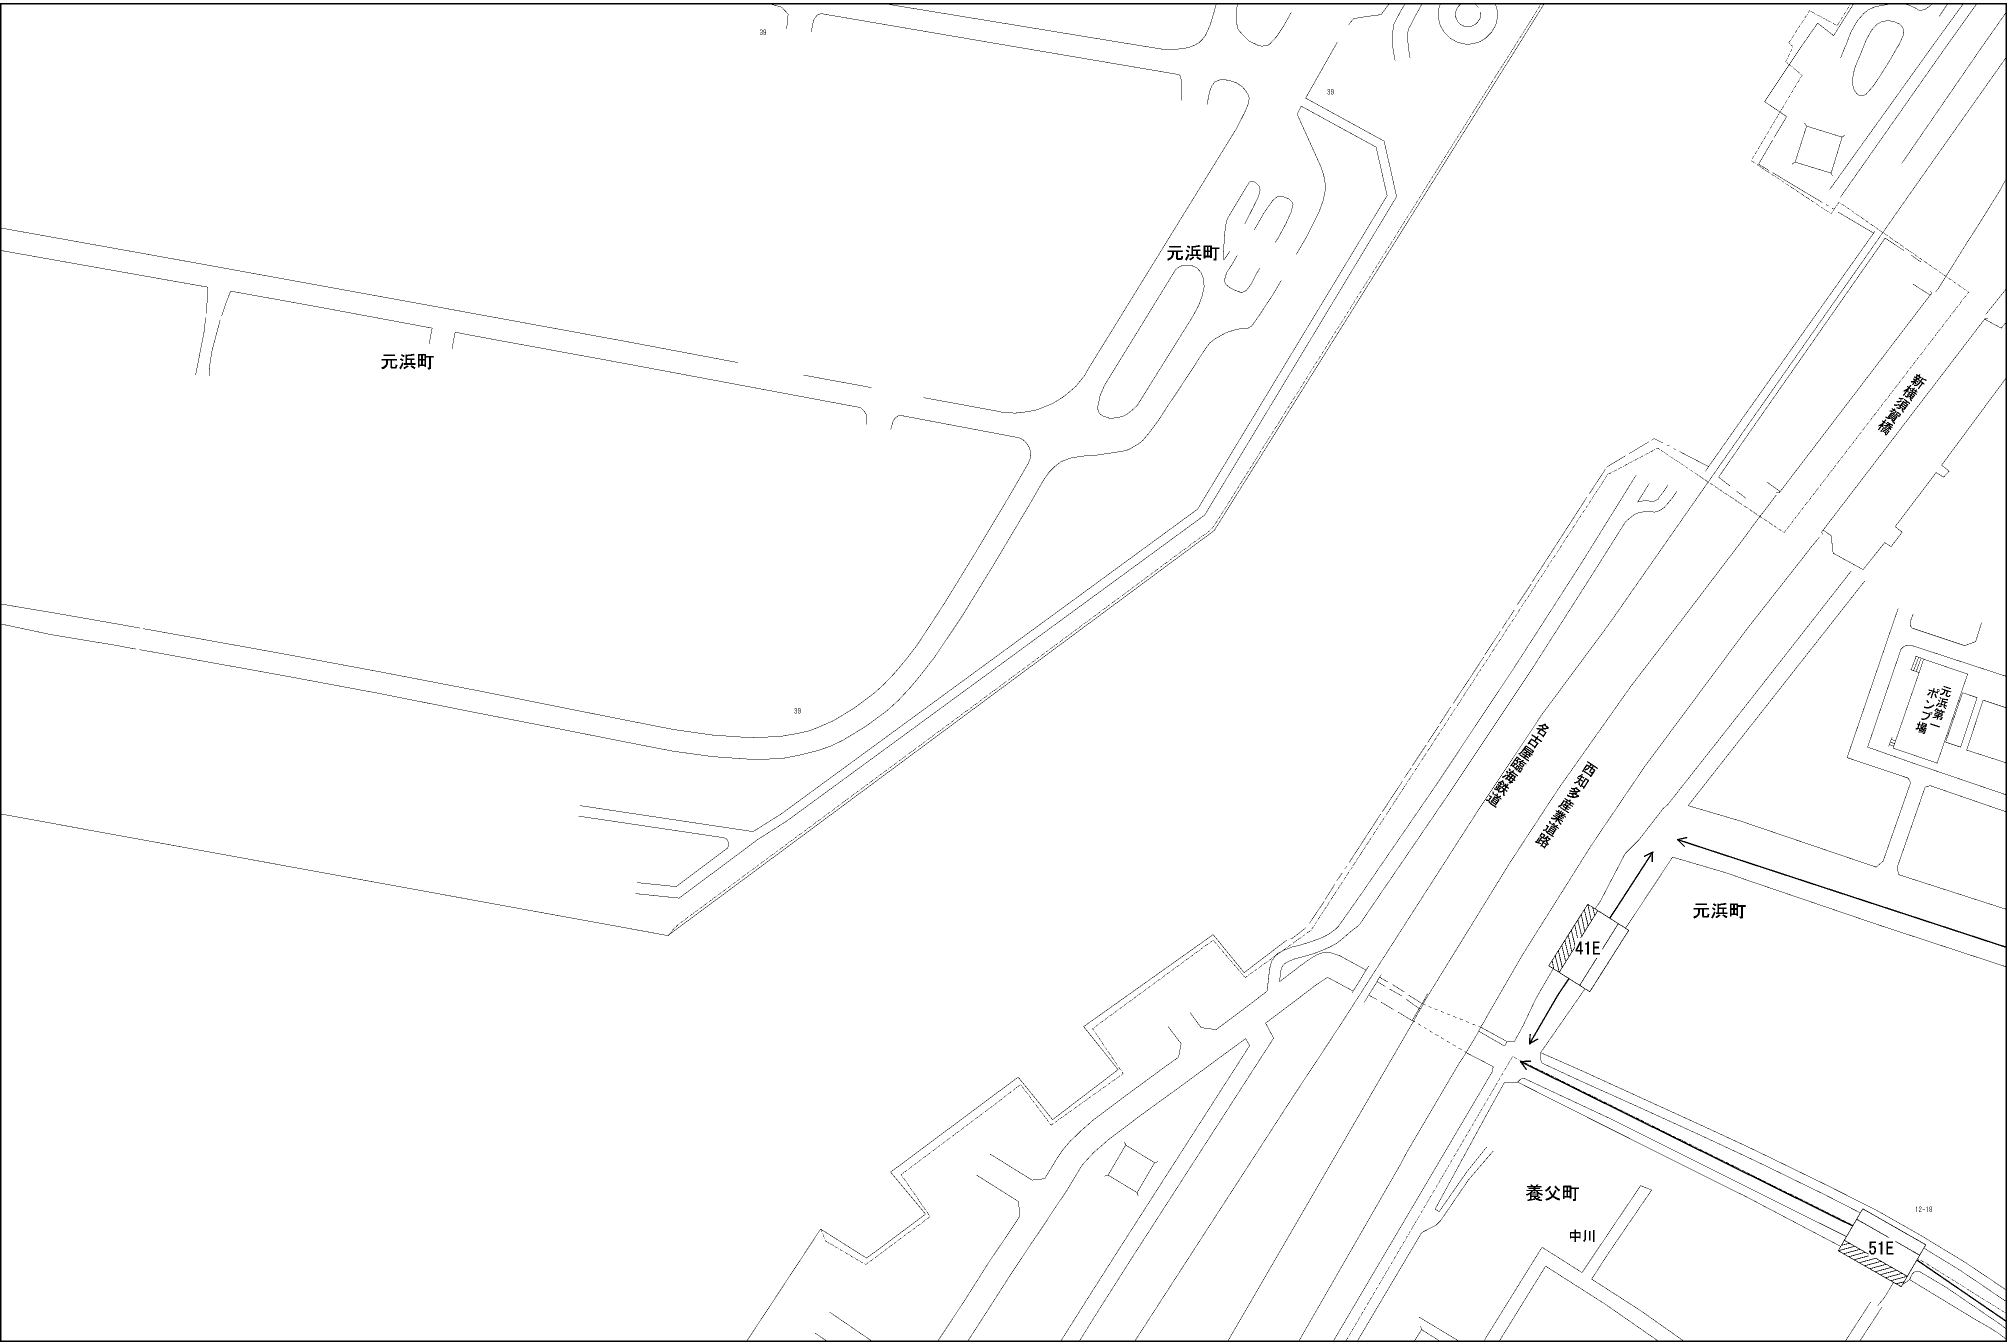 39
39
元浜町
元浜町
新横須賀橋
元浜第一
ポンプ場
39
名古屋臨海鉄道
西知多産業道路
元浜町
41E
養父町
12-18
中川
51E